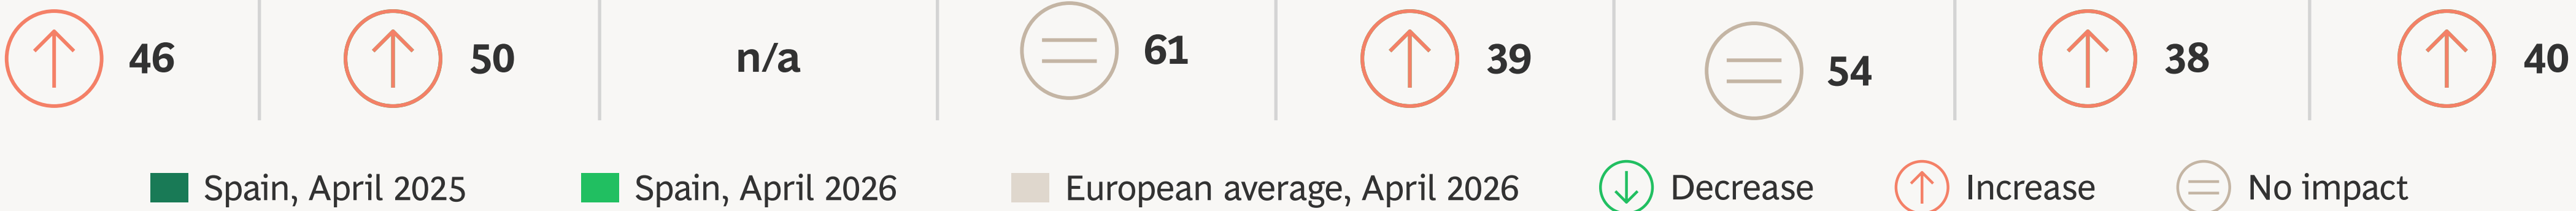 46 50 n/a 61 39 54 38 40
Spain, April 2025 Spain, April 2026 European average, April 2026 Decrease Increase No impact